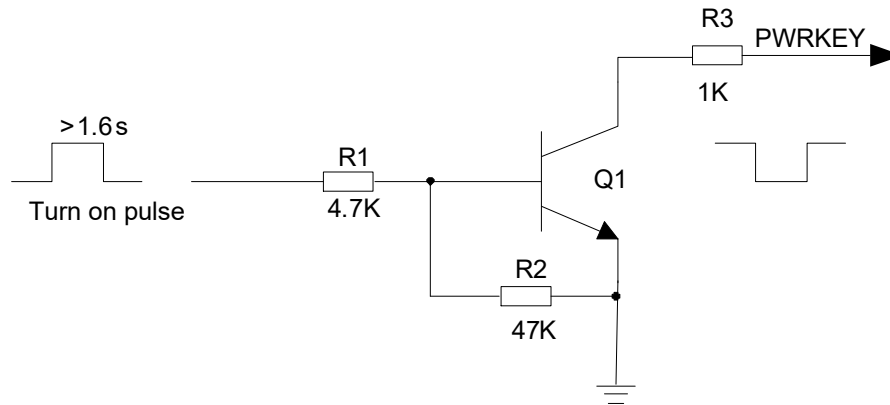 R3
PWRKEY
1K
>1.6s
R1
Q1
4.7K
Turn on pulse
R2
47K